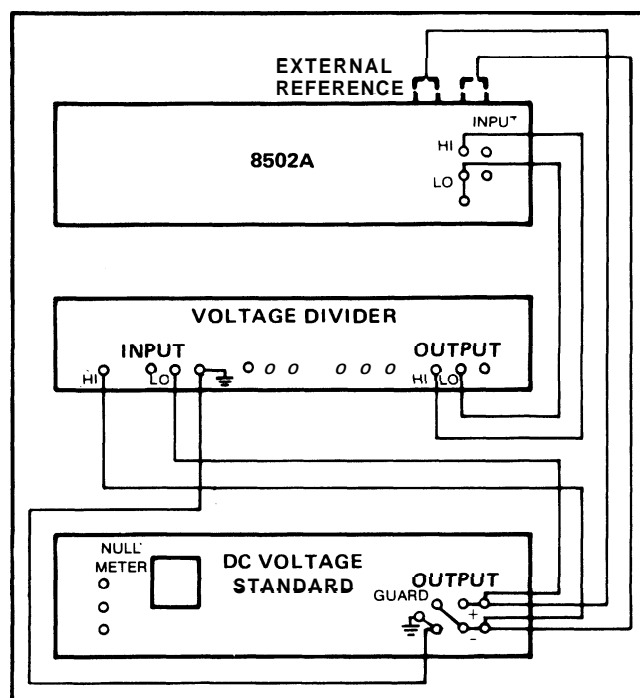 EXTERNAL
REFERENCE
INPUT
HI
8502A
LO
VOLTAGE DIVIDER
INPUT
OUTPUT
HI
LO
HI
LO
NULL
METER
DC VOLTAGE
STANDARD
OUTPUT
GUARD
+
-